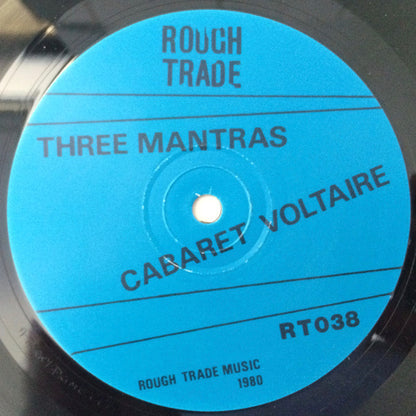 ROUGH
TRADE
THREE MANTRAS
CABARET VOLTAIRE
RT038
ROUGH TRADE MUSIC
1980